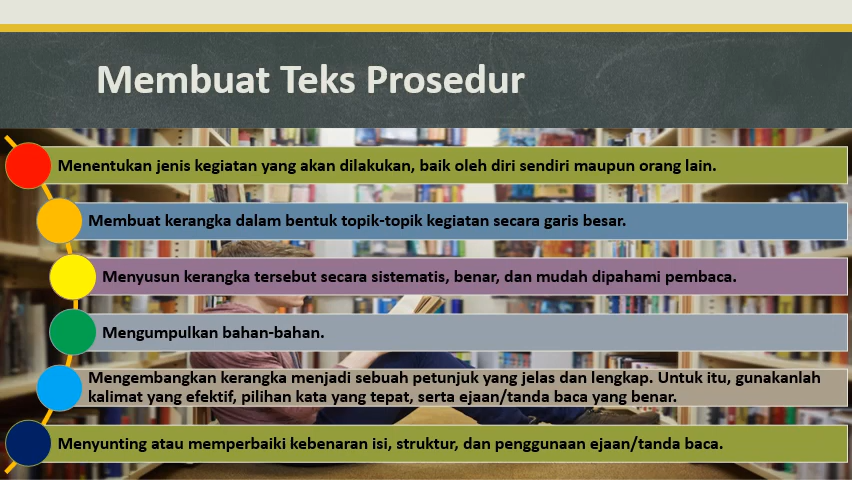 Membuat Teks Prosedur
Menentukan jenis kegiatan yang akan dilakukan, baik oleh diri sendiri maupun orang lain.
Membuat kerangka dalam bentuk topik-topik kegiatan secara garis besar.
Menyusun kerangka tersebut secara sistematis, benar, dan mudah dipahami pembaca.
Mengumpulkan bahan-bahan.
Mengembangkan kerangka menjadi sebuah petunjuk yang jelas dan lengkap. Untuk itu, gunakanlah
kalimat yang efektif, pilihan kata yang tepat, serta ejaan/tanda baca yang benar.
Menyunting atau memperbaiki kebenaran isi, struktur, dan penggunaan ejaan/tanda baca.